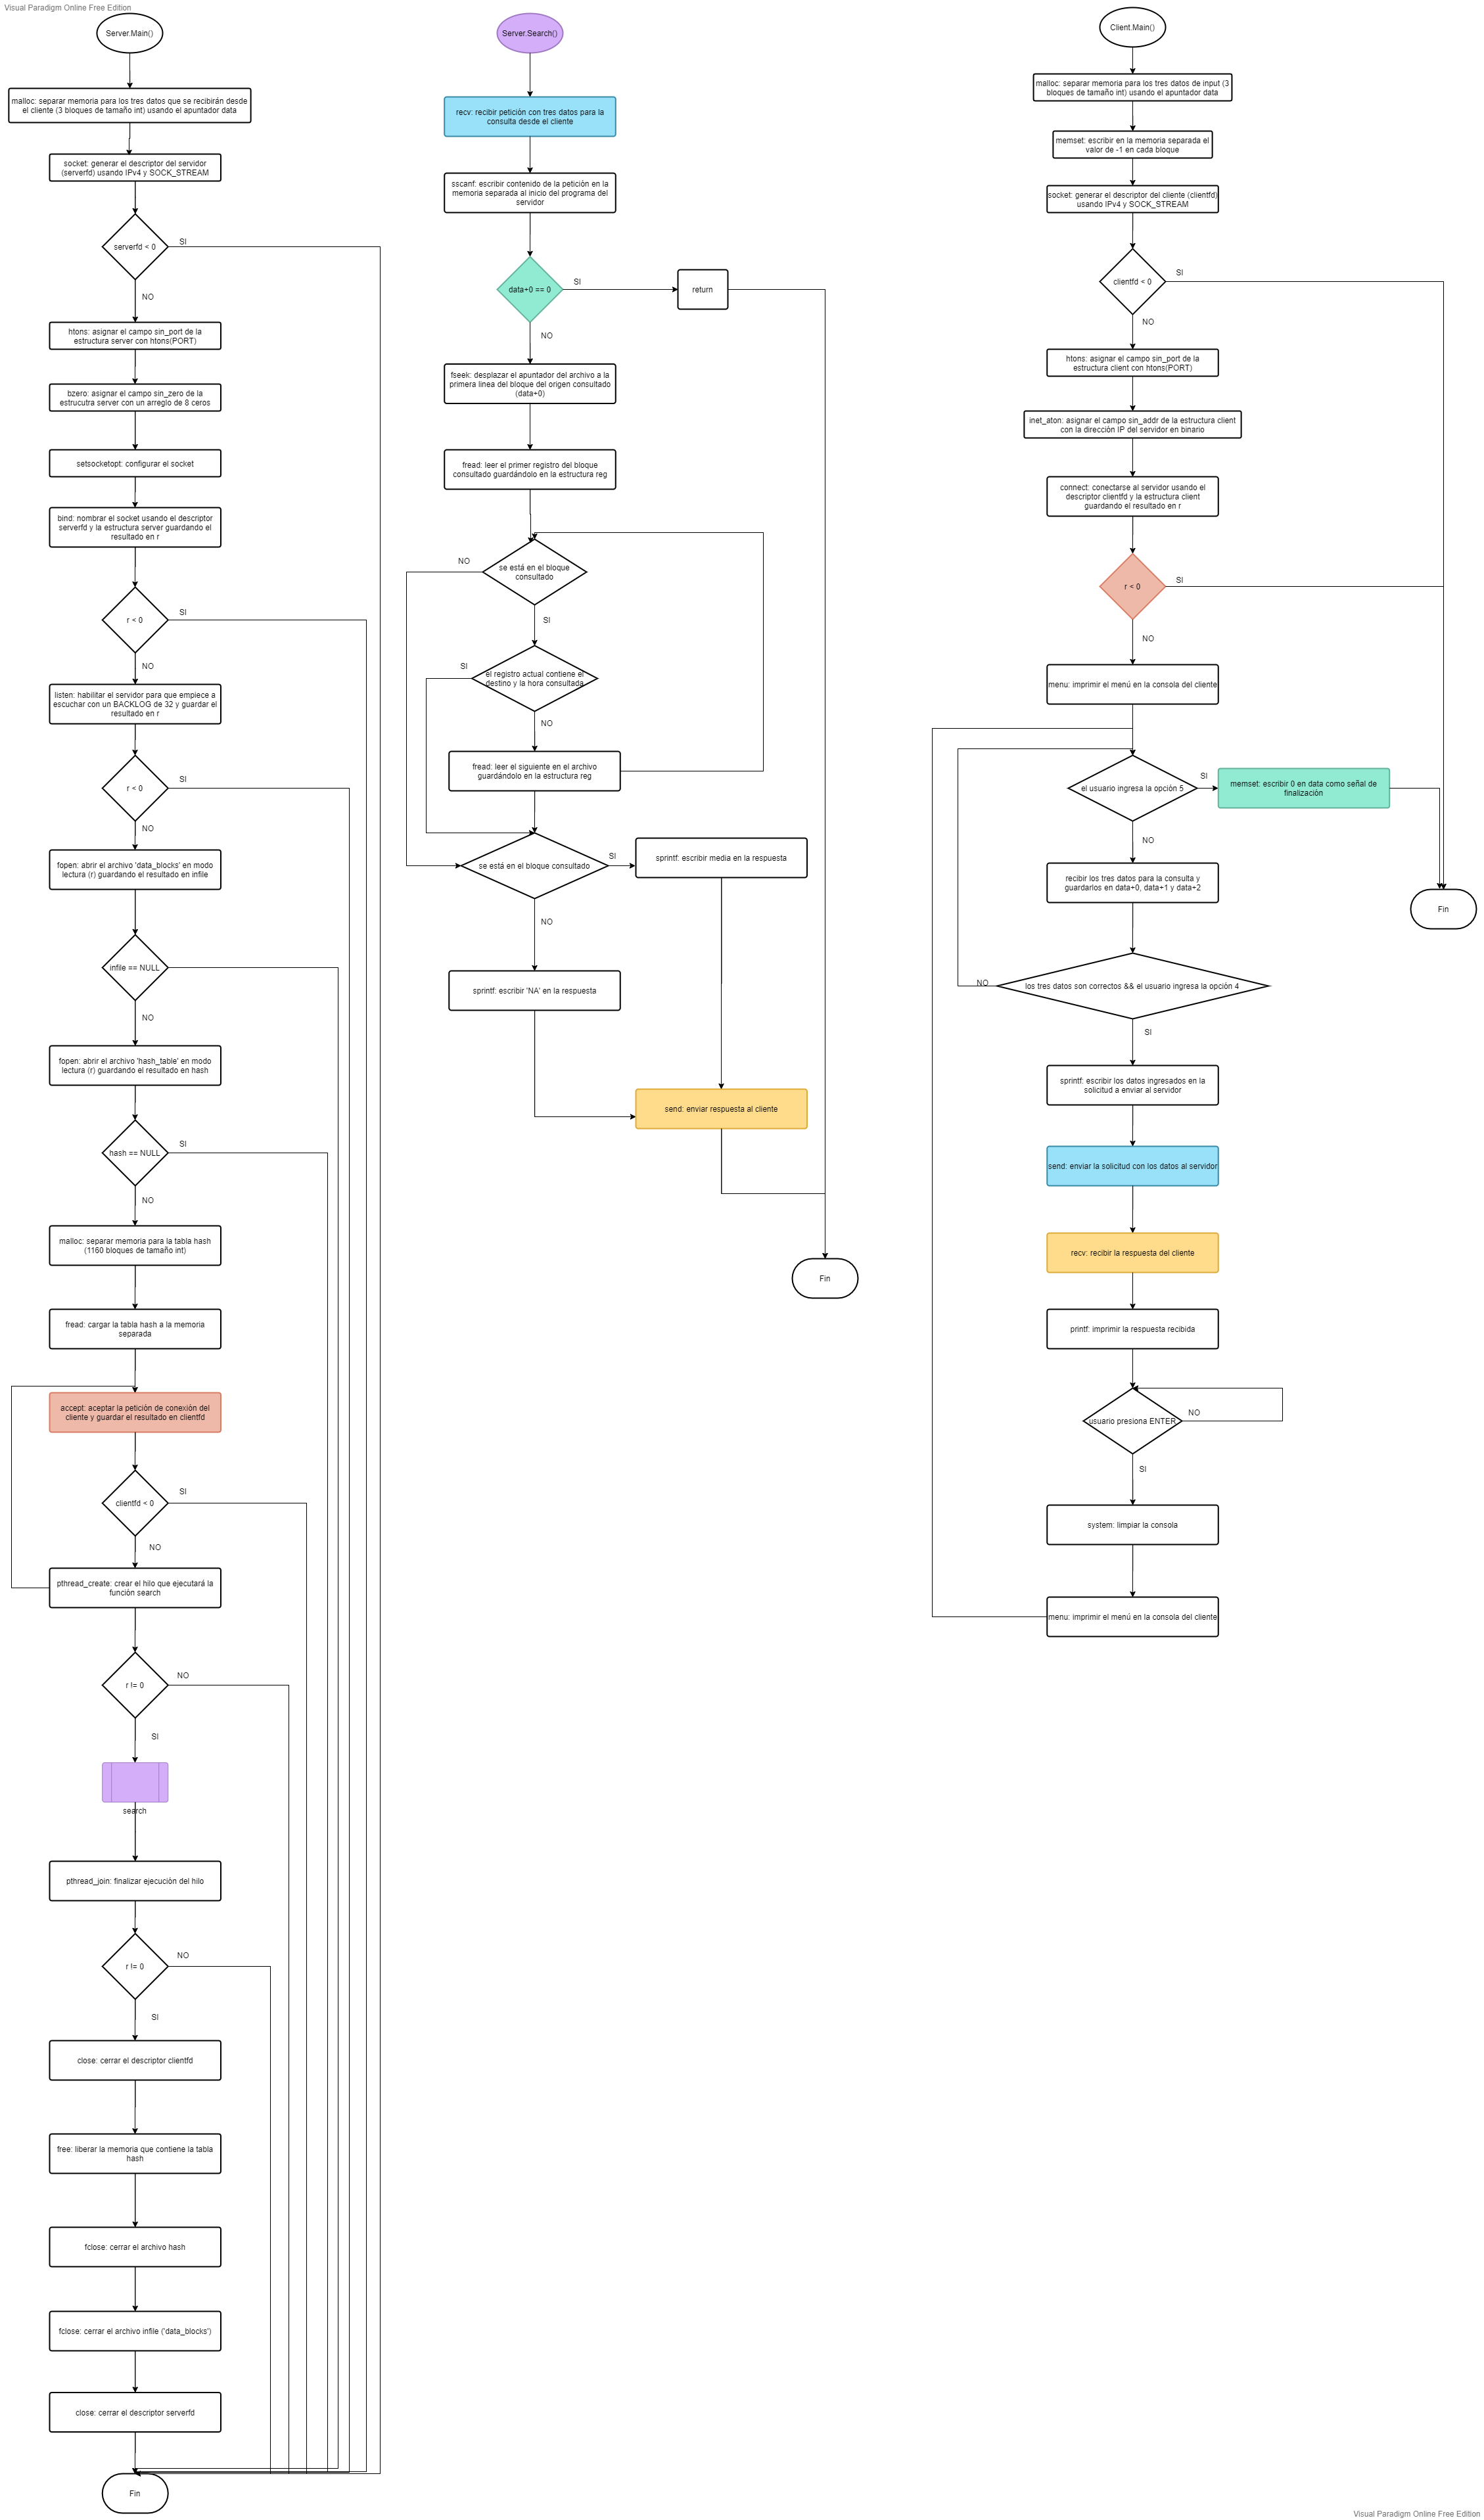 Visual Paradigm Online Free Edition
Server.Main()
malloc: separar memoria para los tres datos que se recibirán desde
el cliente (3 bloques de tamaño int) usando el apuntador data
socket: generar el descriptor del servidor
(serverfd) usando IPv4 y SOCK_STREAM
serverfd < 0
SI
NO
htons: asignar el campo sin_port de la
estructura server con htons(PORT)
bzero: asignar el campo sin_zero de la
estrucutra server con un arreglo de 8 ceros
setsocketopt: configurar el socket
bind: nombrar el socket usando el descriptor
serverfd y la estructura server guardando el
resultado en r
r < 0
SI
NO
listen: habilitar el servidor para que empiece a
escuchar con un BACKLOG de 32 y guardar el
resultado en r
r < 0
SI
NO
fopen: abrir el archivo 'data_blocks' en modo
lectura (r) guardando el resultado en infile
infile == NULL
NO
fopen: abrir el archivo 'hash_table' en modo
lectura (r) guardando el resultado en hash
hash == NULL
SI
NO
malloc: separar memoria para la tabla hash
(1160 bloques de tamaño int)
fread: cargar la tabla hash a la memoria
separada
accept: aceptar la petición de conexión del
cliente y guardar el resultado en clientfd
clientfd < 0
SI
NO
pthread_create: crear el hilo que ejecutará la
función search
r != 0
NO
SI
search
pthread_join: finalizar ejecución del hilo
r != 0
NO
SI
close: cerrar el descriptor clientfd
free: liberar la memoria que contiene la tabla
hash
fclose: cerrar el archivo hash
fclose: cerrar el archivo infile ('data_blocks')
close: cerrar el descriptor serverfd
Fin
Server.Search()
recv: recibir petición con tres datos para la
consulta desde el cliente
sscanf: escribir contenido de la petición en la
memoria separada al inicio del programa del
servidor
data+0 == 0
SI
return
NO
fseek: desplazar el apuntador del archivo a la
primera línea del bloque del origen consultado
(data+0)
fread: leer el primer registro del bloque
consultado guardándolo en la estructura reg
NO
se está en el bloque
consultado
SI
SI
el registro actual contiene el
destino y la hora consultada
NO
fread: leer el siguiente en el archivo
guardándolo en la estructura reg
se está en el bloque consultado
SI
sprintf: escribir media en la respuesta
NO
sprintf: escribir 'NA' en la respuesta
send: enviar respuesta al cliente
Fin
Client.Main()
malloc: separar memoria para los tres datos de input (3
bloques de tamaño int) usando el apuntador data
memset: escribir en la memoria separada el
valor de -1 en cada bloque
socket: generar el descriptor del cliente (clientfd)
usando IPv4 y SOCK_STREAM
clientfd < 0
SI
NO
htons: asignar el campo sin_port de la
estructura client con htons(PORT)
inet_aton: asignar el campo sin_addr de la estructura client
con la dirección IP del servidor en binario
connect: conectarse al servidor usando el
descriptor clientfd y la estructura client
guardando el resultado en r
r < 0
SI
NO
menu: imprimir el menú en la consola del cliente
el usuario ingresa la opción 5
SI
memset: escribir 0 en data como señal de
finalización
NO
recibir los tres datos para la consulta y
guardarlos en data+0, data+1 y data+2
Fin
NO
los tres datos son correctos && el usuario ingresa la opción 4
SI
sprintf: escribir los datos ingresados en la
solicitud a enviar al servidor
send: enviar la solicitud con los datos al servidor
recv: recibir la respuesta del cliente
printf: imprimir la respuesta recibida
usuario presiona ENTER
NO
SI
system: limpiar la consola
menu: imprimir el menú en la consola del cliente
Visual Paradigm Online Free Edition